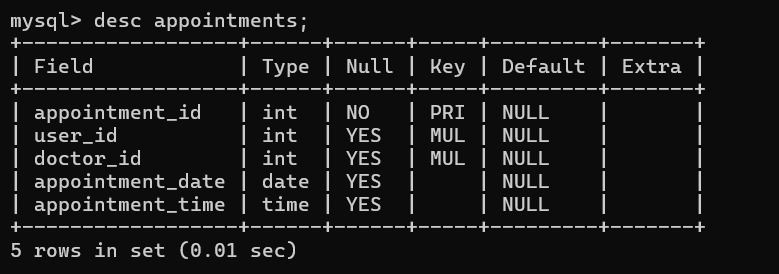 mysql> desc appointments;
+------------------+------+------+-----+---------+-------+
| Field            | Type | Null | Key | Default | Extra |
+------------------+------+------+-----+---------+-------+
| appointment_id   | int  | NO   | PRI | NULL    |       |
| user_id          | int  | YES  | MUL | NULL    |       |
| doctor_id        | int  | YES  | MUL | NULL    |       |
| appointment_date | date | YES  |     | NULL    |       |
| appointment_time | time | YES  |     | NULL    |       |
+------------------+------+------+-----+---------+-------+
5 rows in set (0.01 sec)